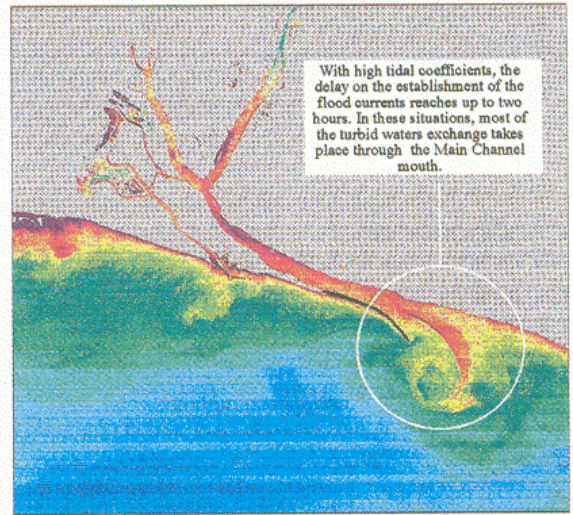 With high tidal coefficients, the
delay on the establishment of the
flood currents reaches up to two
hours. In these situations, most of
the turbid waters exchange takes
place through the Main Channel
mouth.